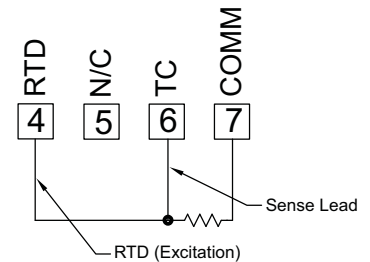 RTD N/C TC COMM
4 5 6 7
Sense Lead
RTD (Excitation)